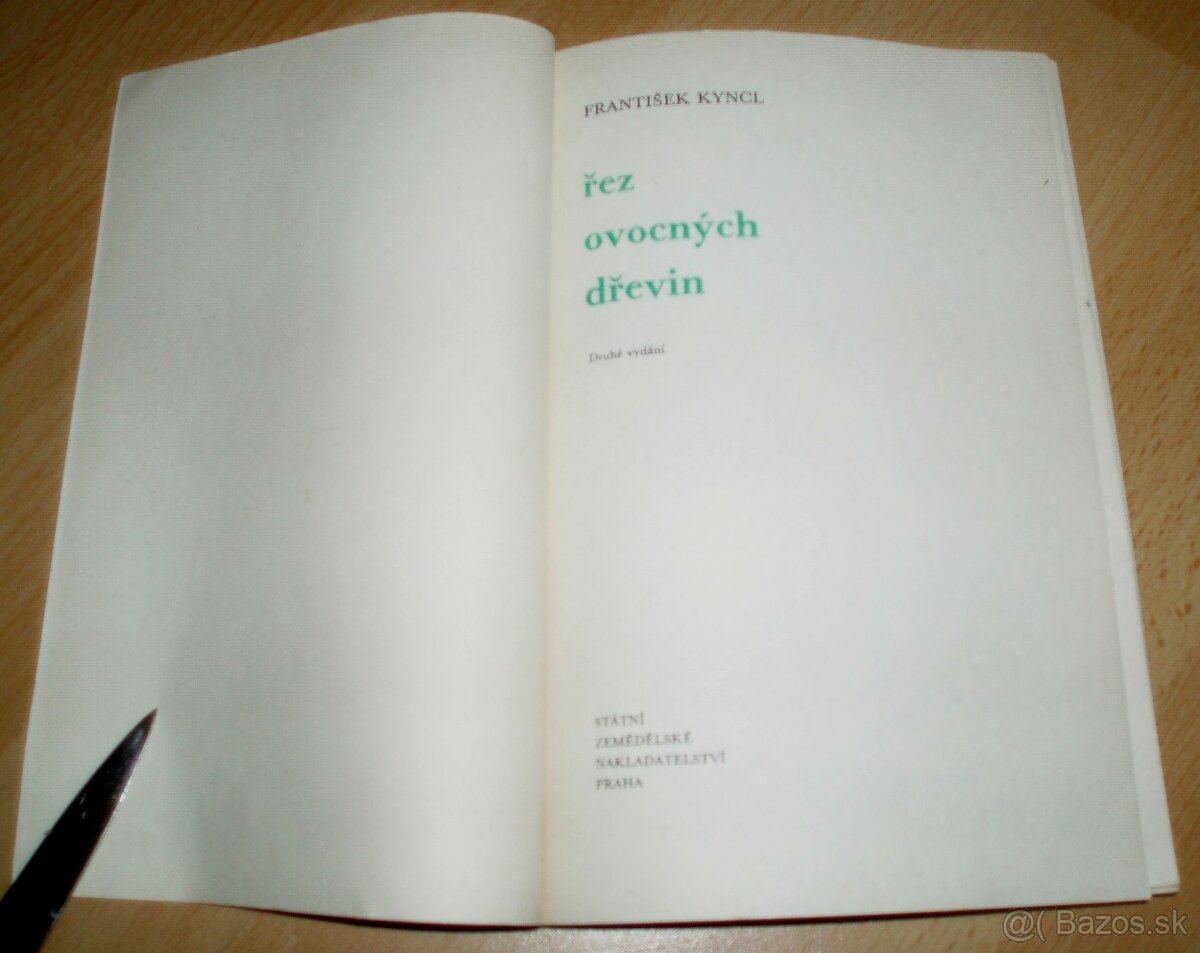 FRANTIŠEK KYNCL
řez
ovocných
dřevin
Druhé vydání
STÁTNÍ
ZEMĚDĚLSKÉ
NAKLADATELSTVÍ
PRAHA
@( Bazos.sk